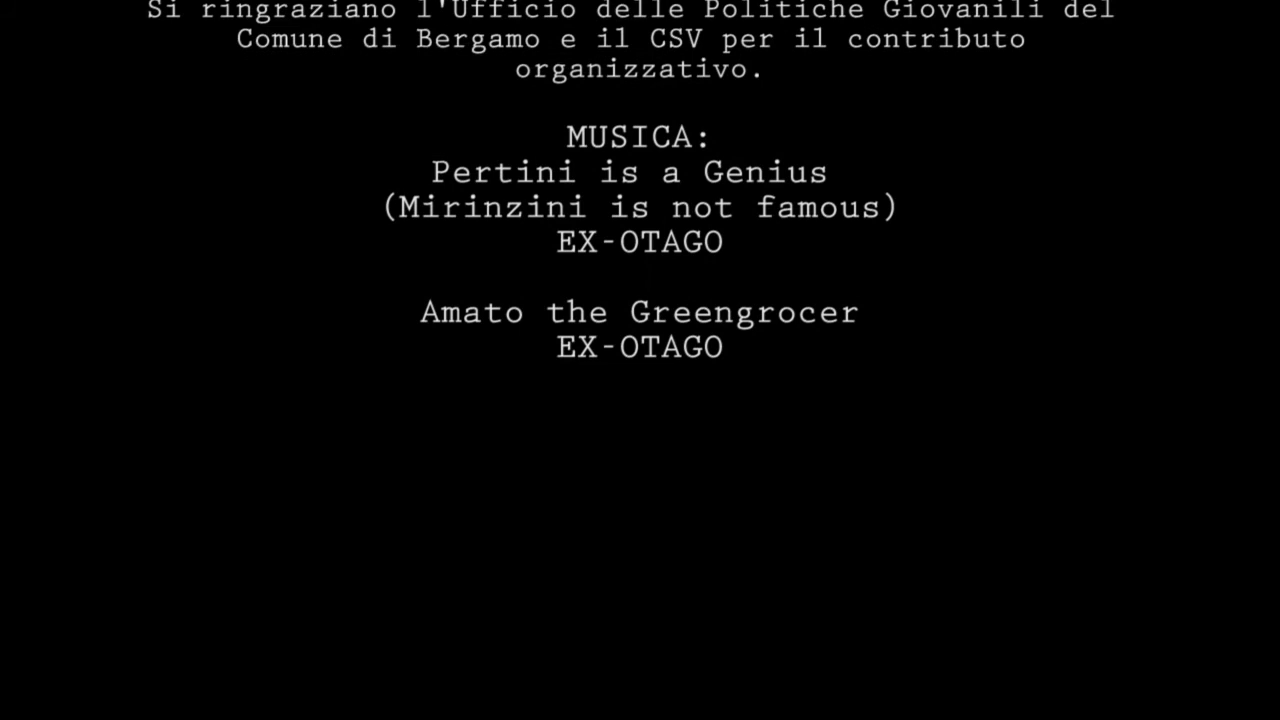 Si ringraziano l'Ufficio delle Politiche Giovanili del
Comune di Bergamo e il CSV per il contributo
organizzativo.
MUSICA:
Pertini is a Genius
(Mirinzini is not famous)
EX-OTAGO
Amato the Greengrocer
EX-OTAGO